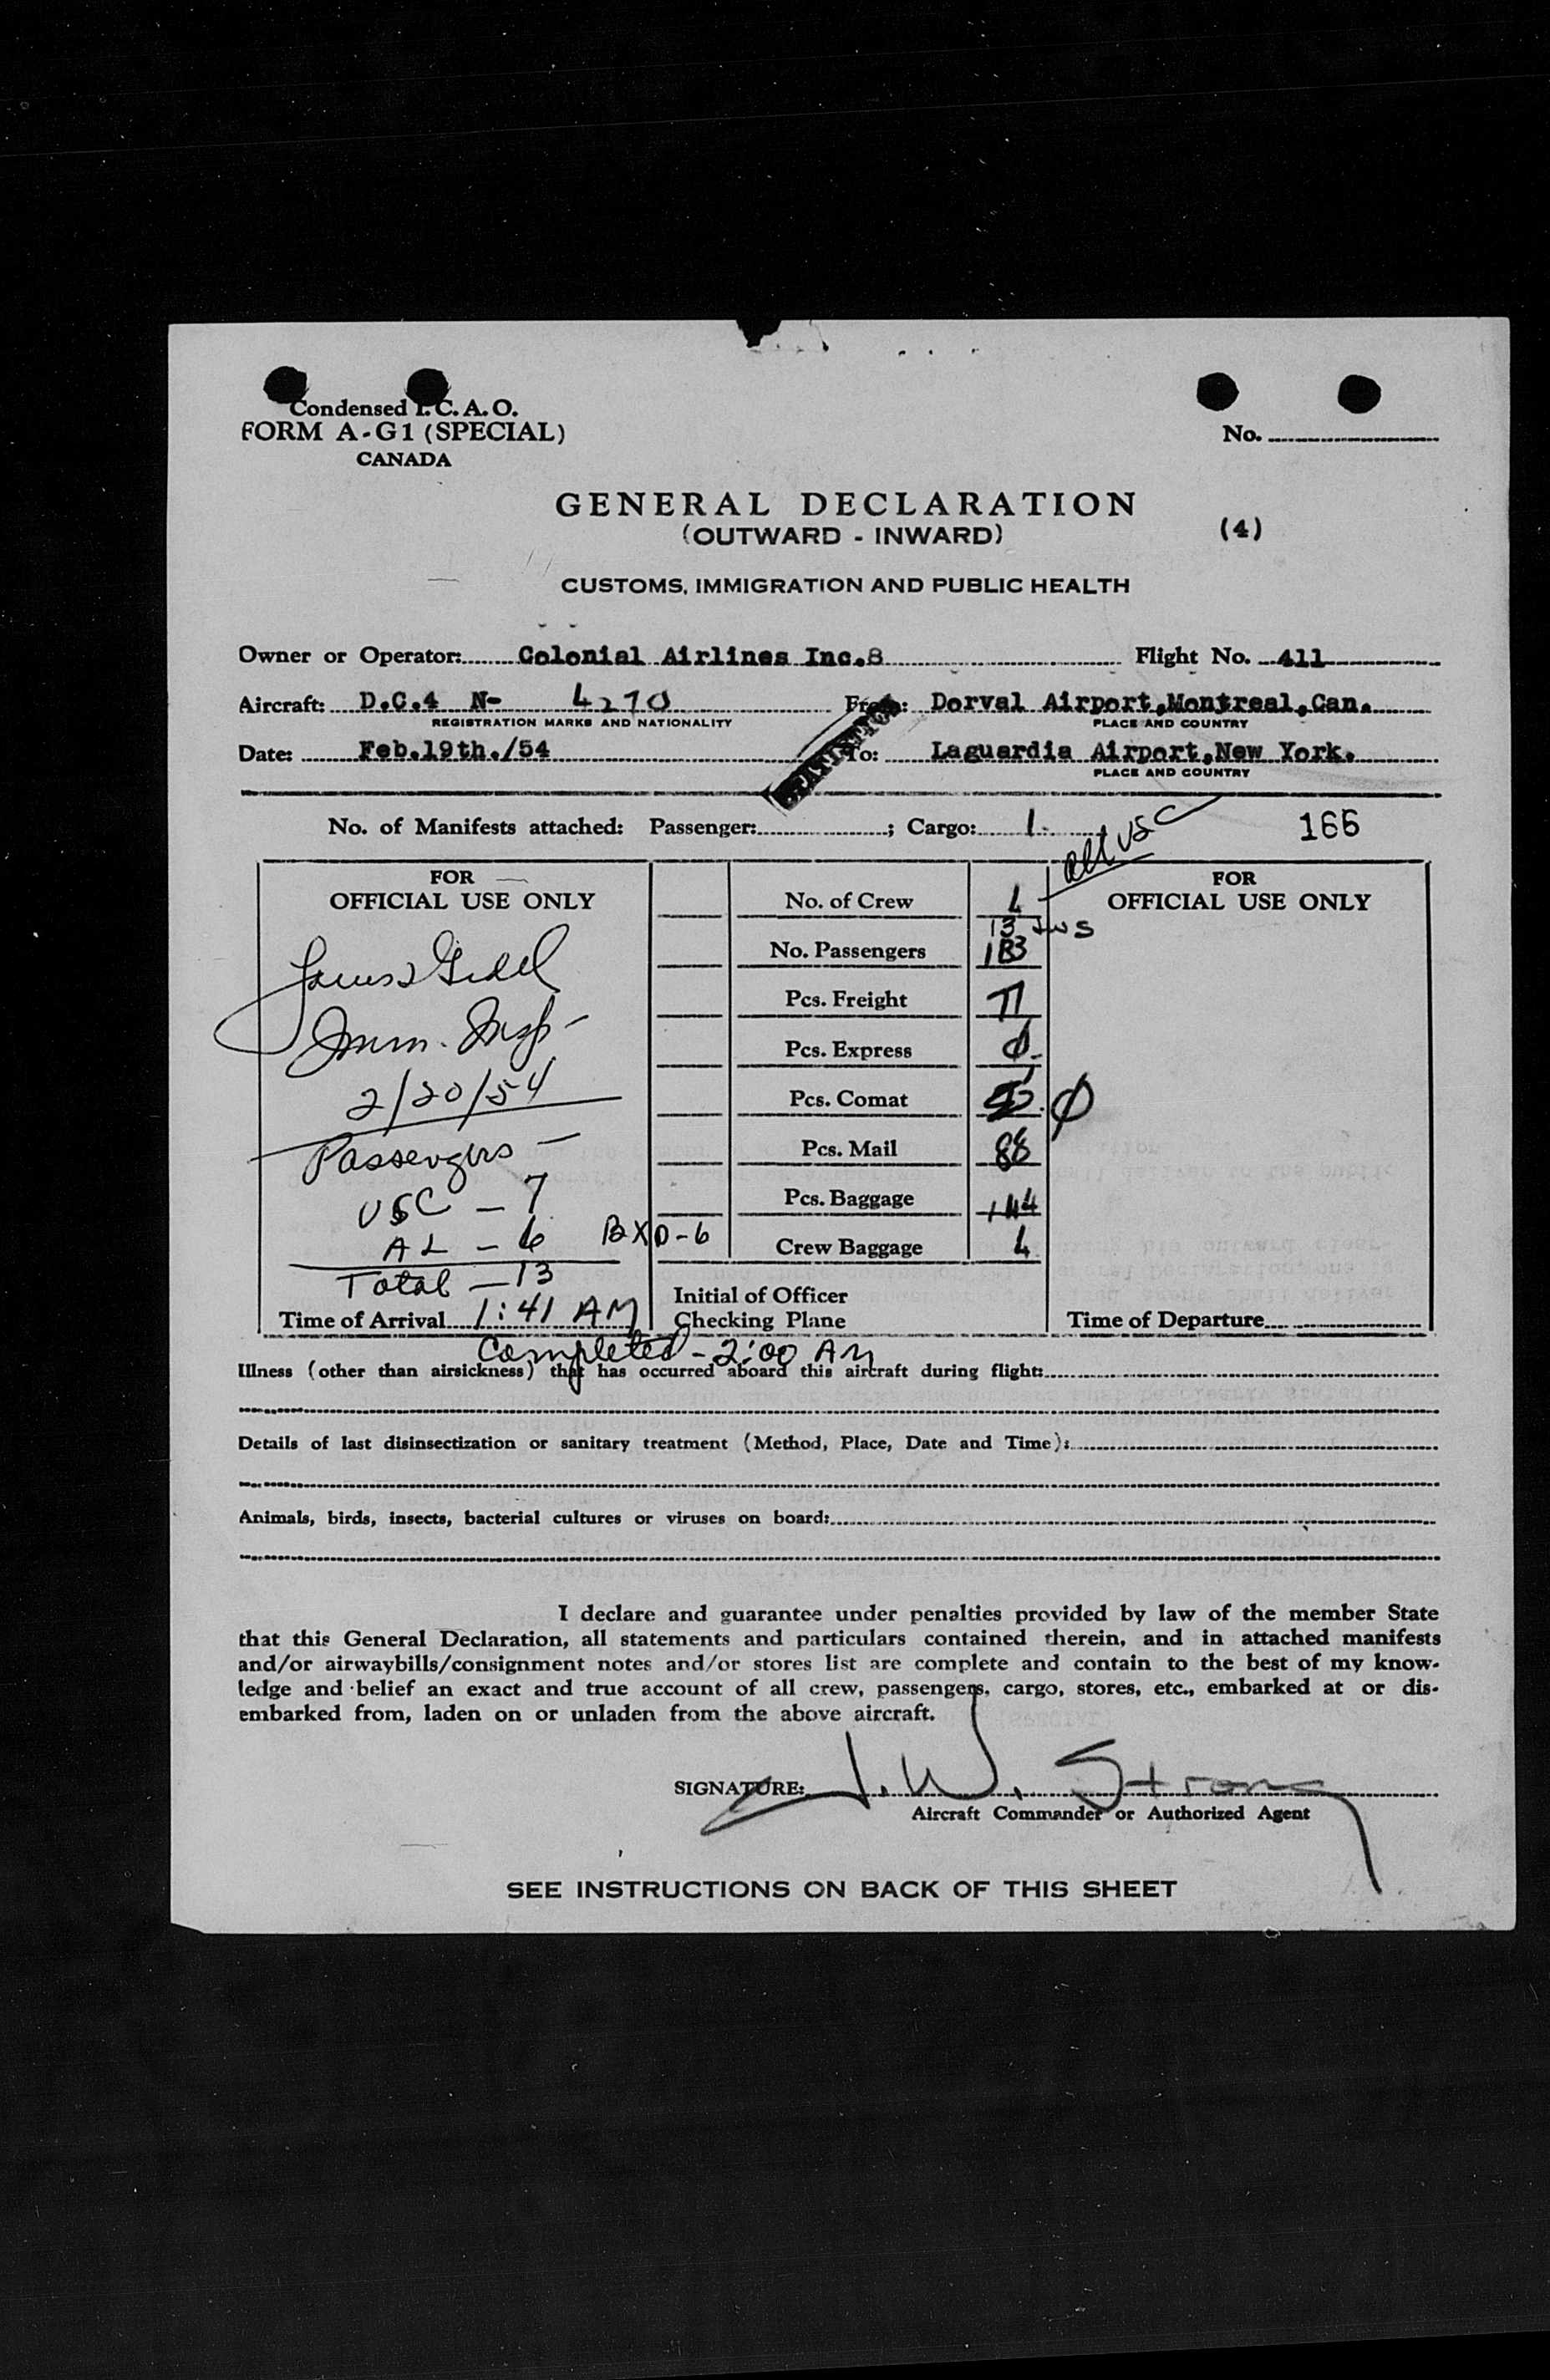 Condensed I.C.A.O.
FORM A-G1 (SPECIAL)
CANADA
No.
GENERAL DECLARATION
(OUTWARD - INWARD)
(4)
CUSTOMS, IMMIGRATION AND PUBLIC HEALTH
Owner or Operator: Colonial Airlines Inc.8 Flight No. 411
Aircraft: D.C.4 N- 4270 From: Dorval Airport,Montreal,Can.
REGISTRATION MARKS AND NATIONALITY PLACE AND COUNTRY
Date: Feb.19th./54 To: Laguardia Airport,New York.
PLACE AND COUNTRY
No. of Manifests attached: Passenger: ; Cargo: 1 166
all USC
FOR
OFFICIAL USE ONLY
Imm. Insp-
2/20/54
Passengers -
USC - 7
AL - 6 BXD-6
Total - 13
Time of Arrival 1:41 AM
Completed - 2:00 AM
No. of Crew 4
13 JWS
No. Passengers
Pcs. Freight
Pcs. Express Ø
Pcs. Comat Ø
Pcs. Mail 88
Pcs. Baggage
Crew Baggage 4
Initial of Officer
Checking Plane
FOR
OFFICIAL USE ONLY
Time of Departure
Illness (other than airsickness) that has occurred aboard this aircraft during flight:
Details of last disinsectization or sanitary treatment (Method, Place, Date and Time):
Animals, birds, insects, bacterial cultures or viruses on board:
I declare and guarantee under penalties provided by law of the member State
that this General Declaration, all statements and particulars contained therein, and in attached manifests
and/or airwaybills/consignment notes and/or stores list are complete and contain to the best of my know-
ledge and belief an exact and true account of all crew, passengers, cargo, stores, etc., embarked at or dis-
embarked from, laden on or unladen from the above aircraft.
SIGNATURE: J. W. Strong
Aircraft Commander or Authorized Agent
SEE INSTRUCTIONS ON BACK OF THIS SHEET